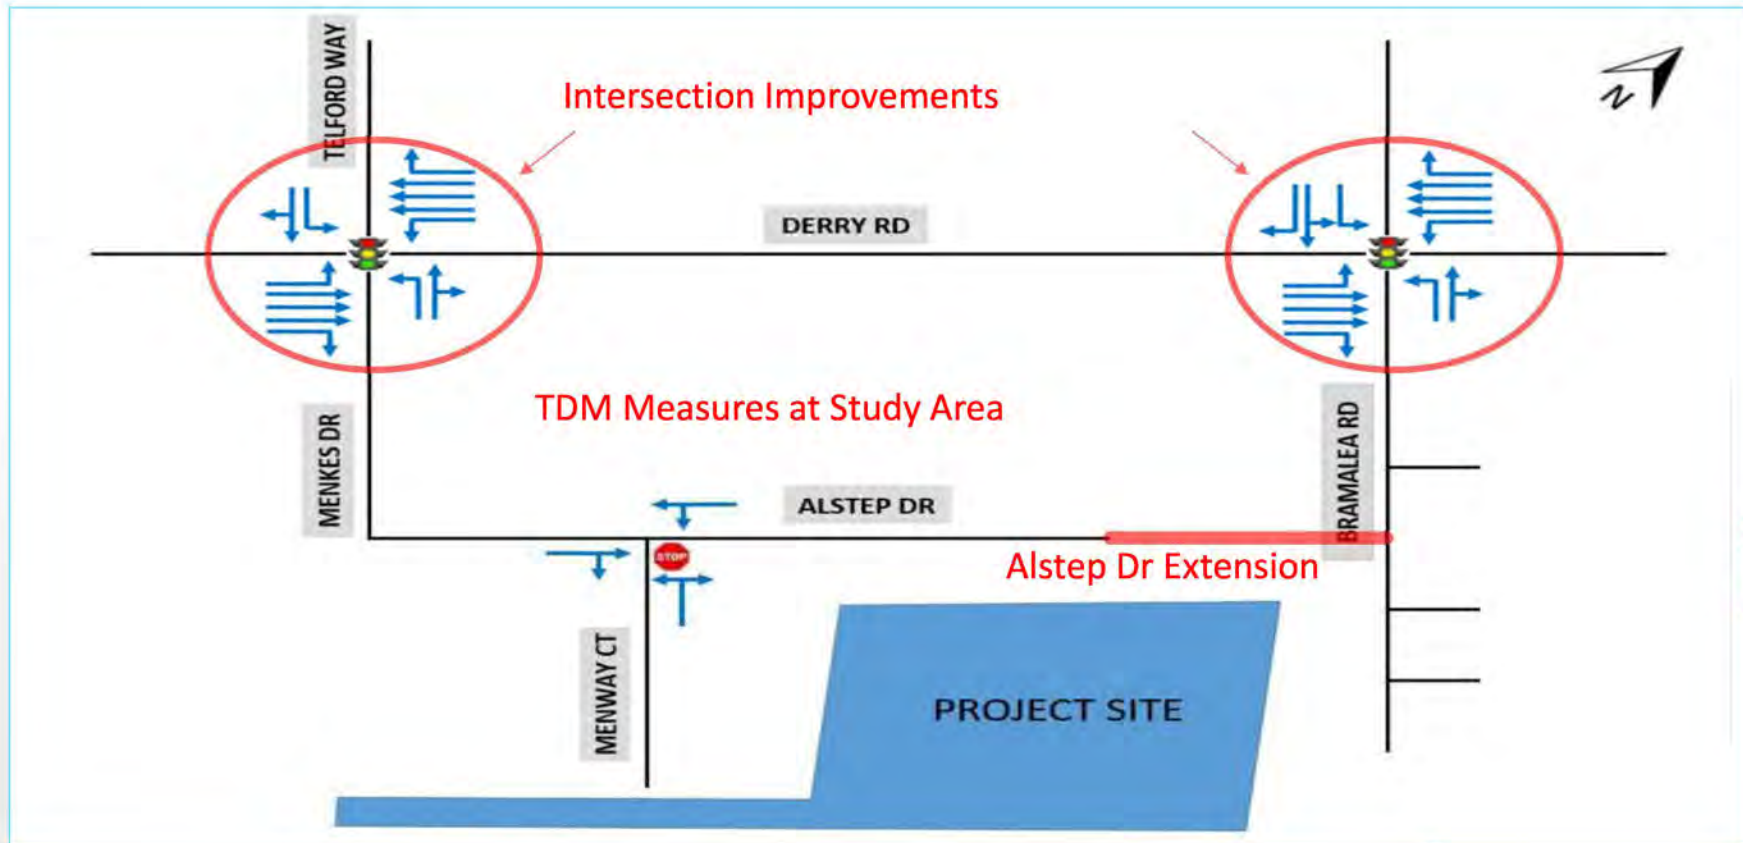 TELFORD WAY
Intersection Improvements
N
DERRY RD
TDM Measures at Study Area
MENKES DR
BRAMALEA RD
ALSTEP DR
STOP
Alstep Dr Extension
MENWAY CT
PROJECT SITE